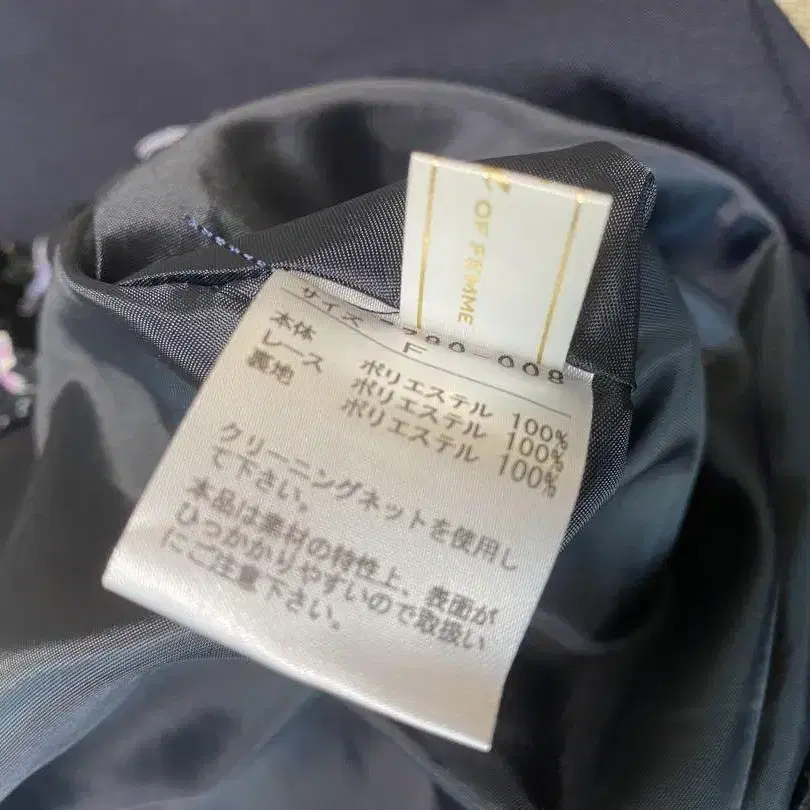 OF FEMME
サイズ F
本体 ポリエステル 100%
レース ポリエステル 100%
裏地 ポリエステル 100%
クリーニングネットを使用し
て下さい。
本品は素材の特性上、表面が
ひっかかりやすいので取扱い
にご注意下さい。